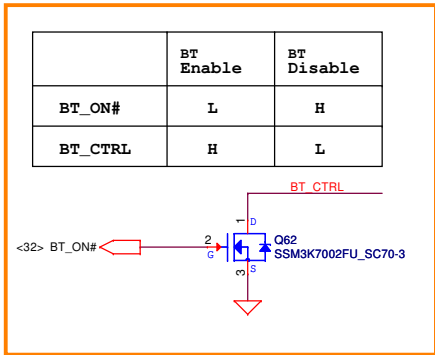 BT Enable BT Disable
BT_ON# L H
BT_CTRL H L
BT_CTRL
1 D
<32> BT_ON# 2 G Q62
SSM3K7002FU_SC70-3
3 S